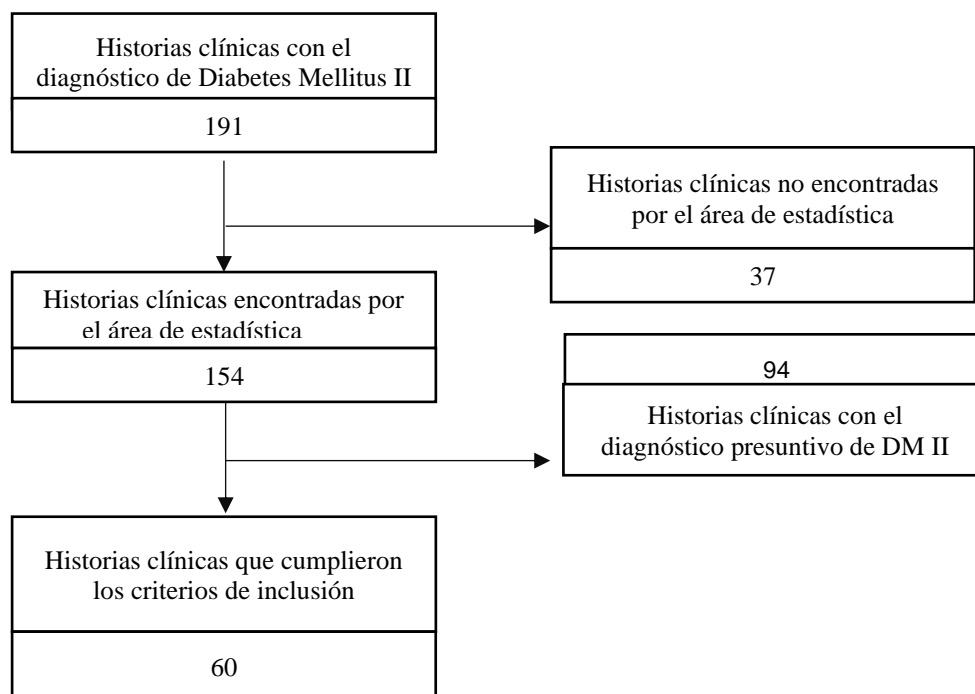 Historias clínicas con el
diagnóstico de Diabetes Mellitus II
191
Historias clínicas no encontradas
por el área de estadística
37
Historias clínicas encontradas por
el área de estadística
154
94
Historias clínicas con el
diagnóstico presuntivo de DM II
Historias clínicas que cumplieron
los criterios de inclusión
60